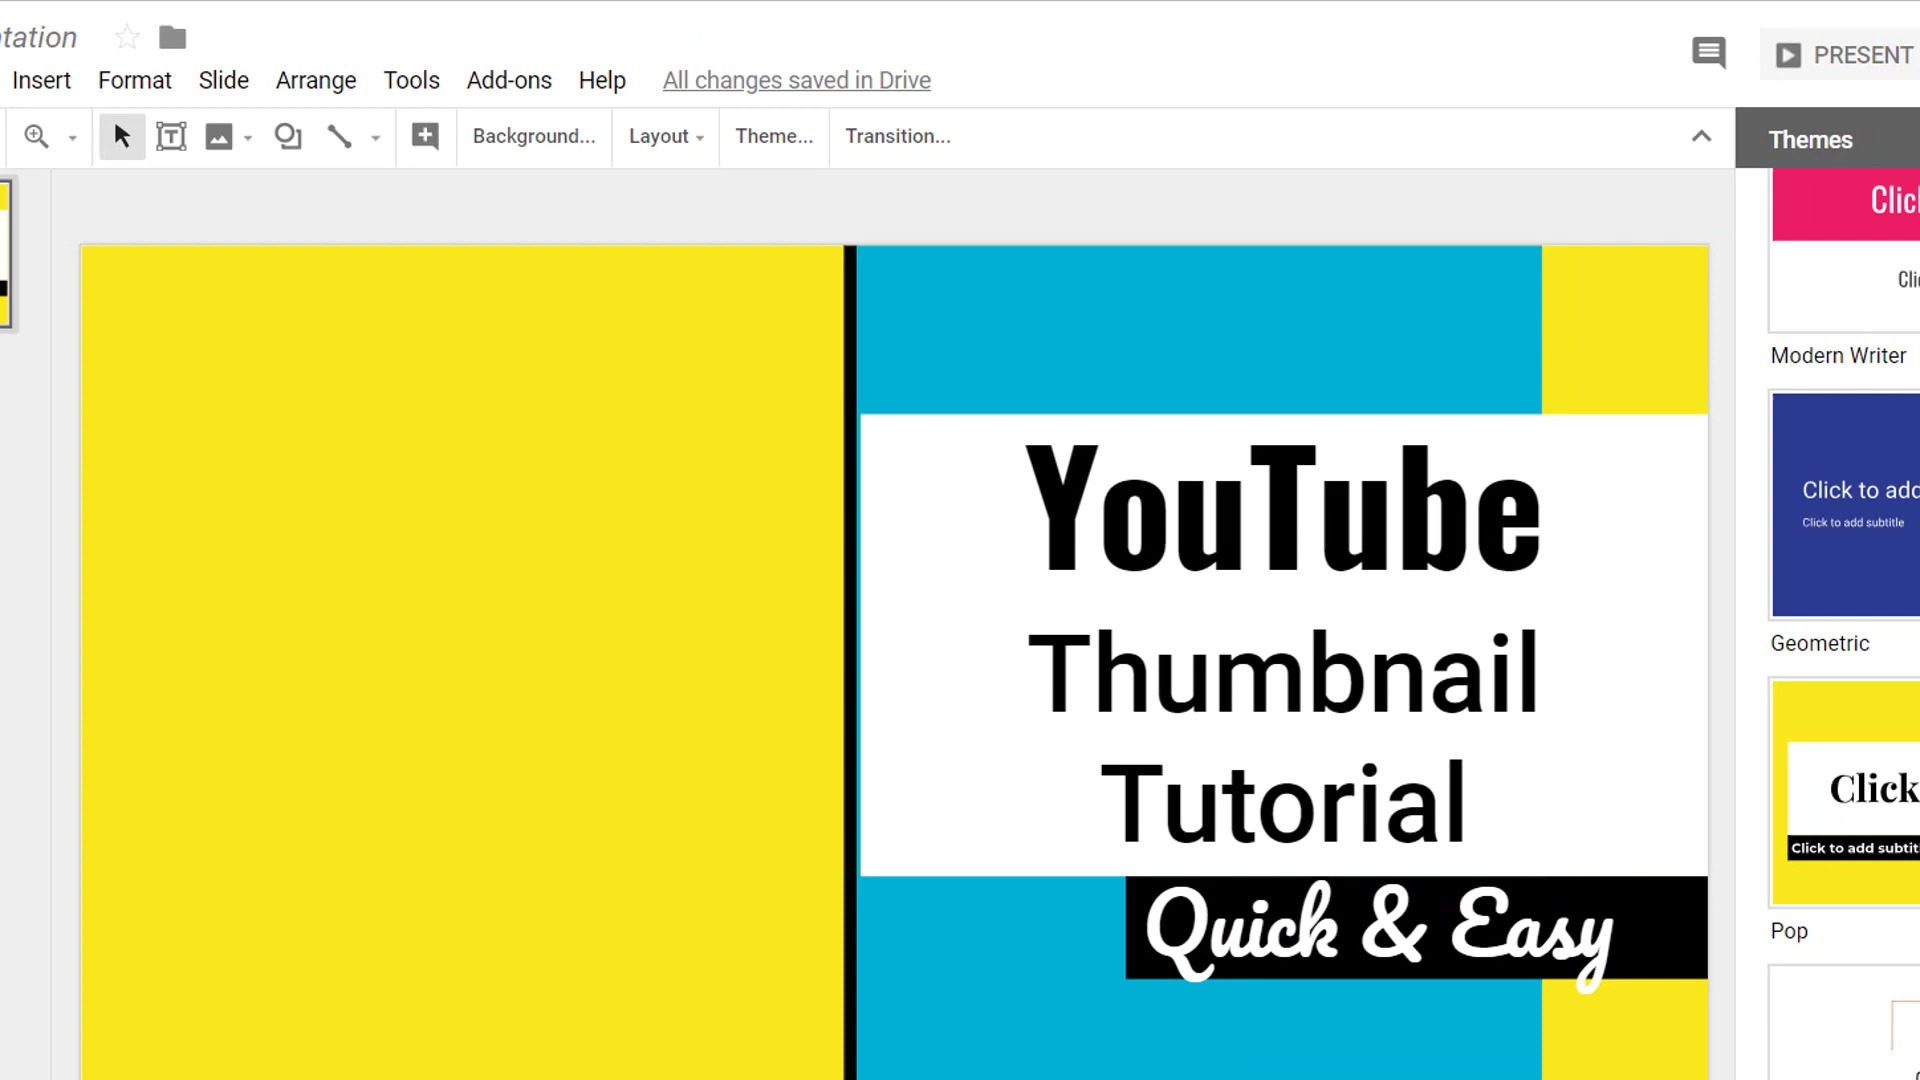 tation
PRESENT
Insert Format Slide Arrange Tools Add-ons Help All changes saved in Drive
Background... Layout Theme... Transition...
Themes
YouTube
Thumbnail
Tutorial
Quick & Easy
Clic
Cli
Modern Writer
Click to add
Click to add subtitle
Geometric
Click
Click to add subtit
Pop